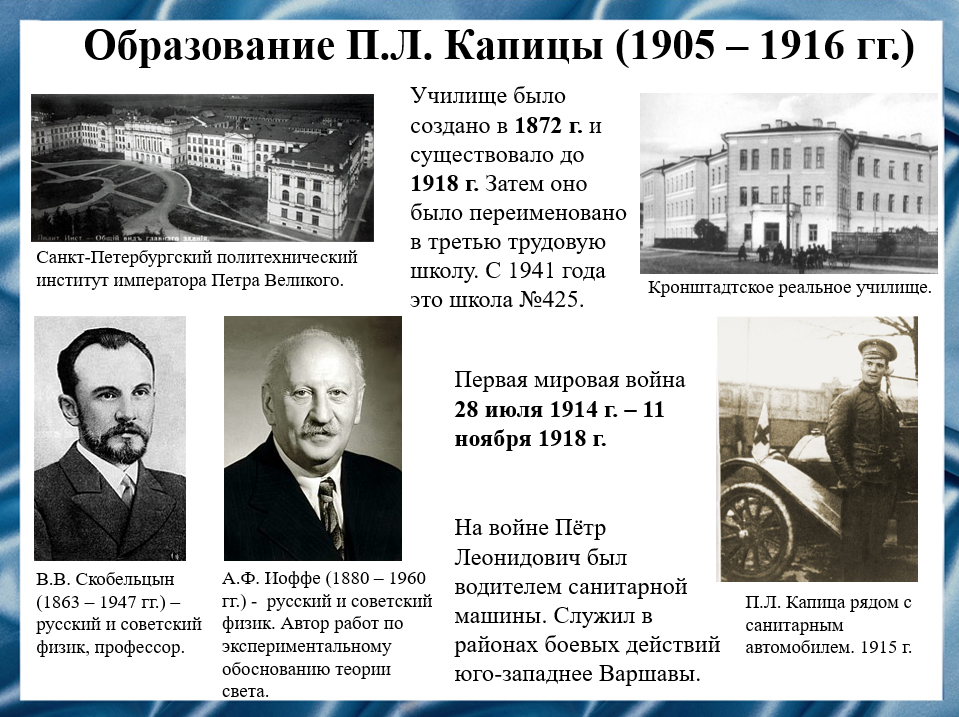 Образование П.Л. Капицы (1905 – 1916 гг.)
Училище было
создано в 1872 г. и
существовало до
1918 г. Затем оно
было переименовано
в третью трудовую
школу. С 1941 года
это школа №425.
Полит. Инст — Общій видъ главнаго зданія.
Санкт-Петербургский политехнический
институт императора Петра Великого.
Кронштадтское реальное училище.
Первая мировая война
28 июля 1914 г. – 11
ноября 1918 г.
На войне Пётр
Леонидович был
водителем санитарной
машины. Служил в
районах боевых действий
юго-западнее Варшавы.
В.В. Скобельцын
(1863 – 1947 гг.) –
русский и советский
физик, профессор.
А.Ф. Иоффе (1880 – 1960
гг.) - русский и советский
физик. Автор работ по
экспериментальному
обоснованию теории
света.
П.Л. Капица рядом с
санитарным
автомобилем. 1915 г.